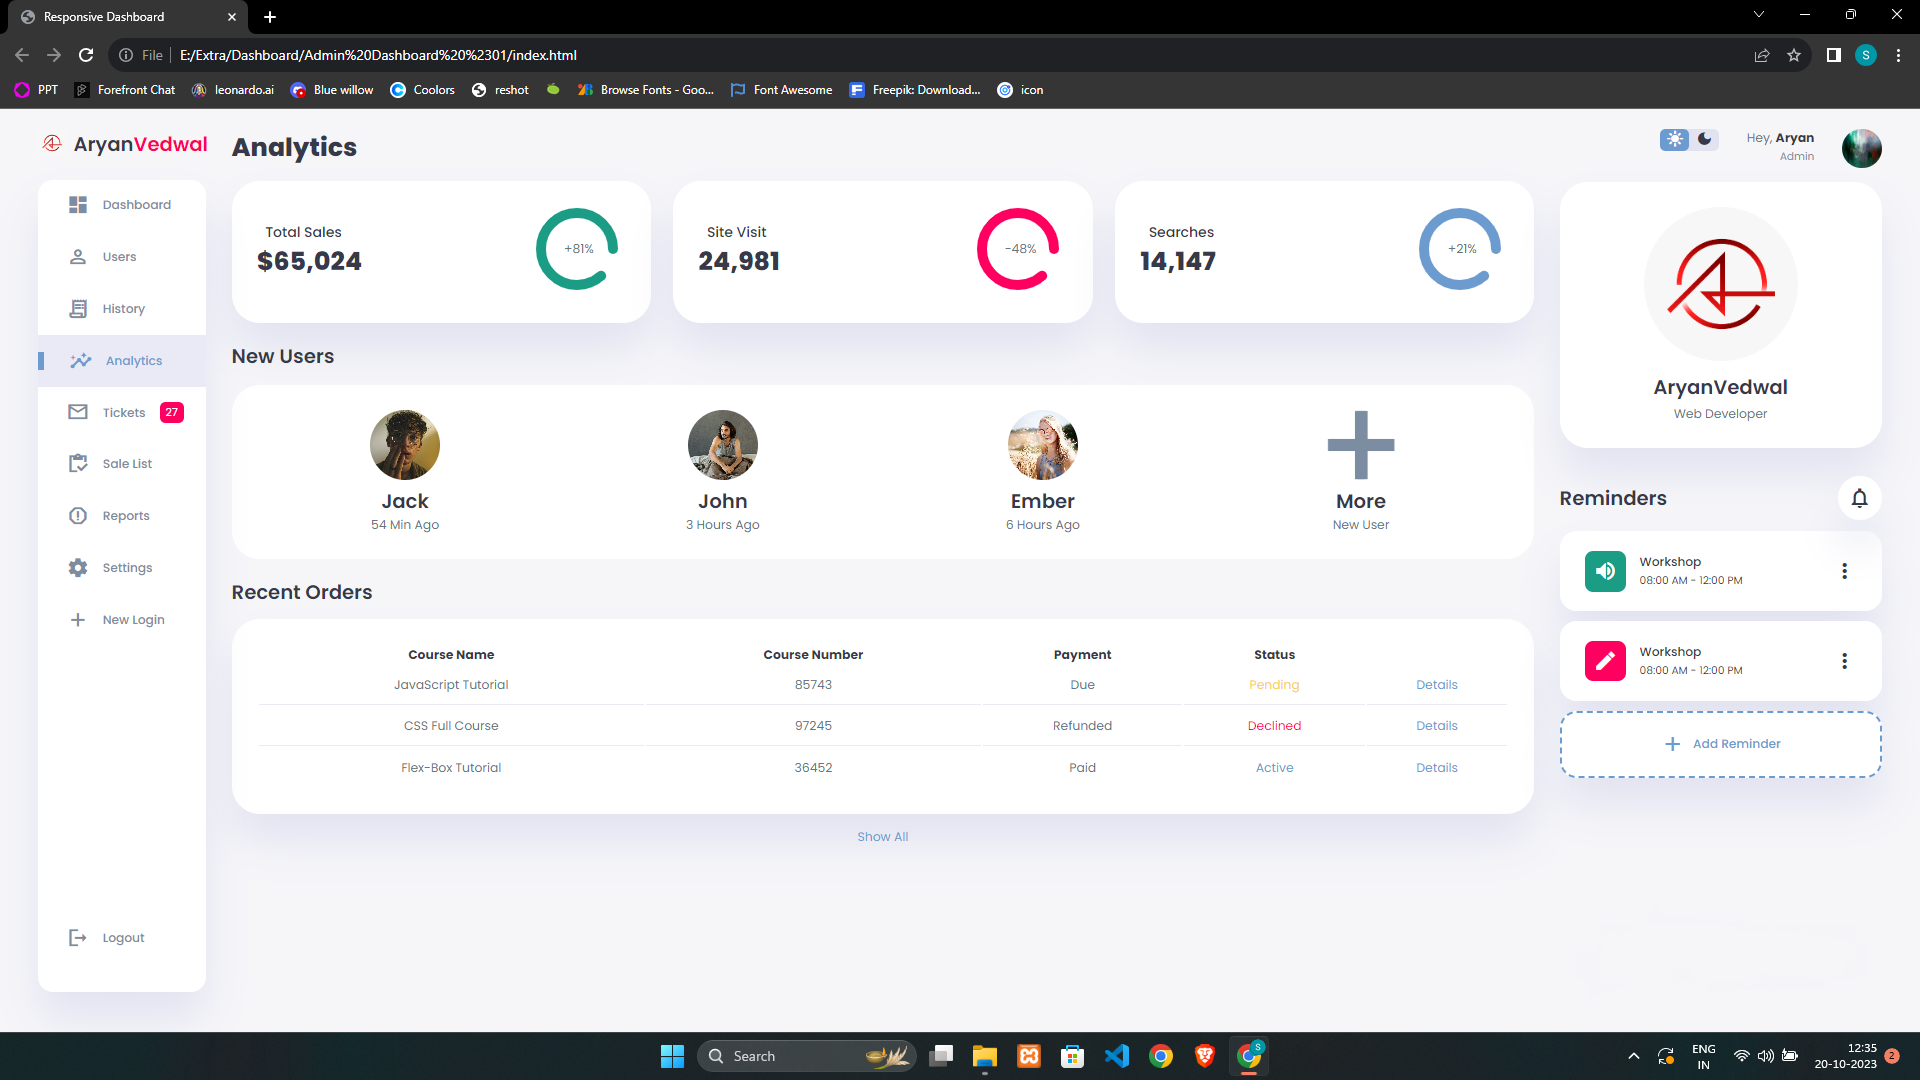 Responsive Dashboard
File
E:/Extra/Dashboard/Admin%20Dashboard%20%2301/index.html
S
PPT
Forefront Chat
leonardo.ai
Blue willow
Coolors
reshot
Browse Fonts - Goo...
Font Awesome
Freepik: Download...
icon
AryanVedwal
Analytics
Hey, Aryan
Admin
Dashboard
Users
History
Analytics
Tickets 27
Sale List
Reports
Settings
New Login
Logout
Total Sales
$65,024
+81%
Site Visit
24,981
-48%
Searches
14,147
+21%
New Users
Jack
54 Min Ago
John
3 Hours Ago
Ember
6 Hours Ago
More
New User
Recent Orders
Course Name Course Number Payment Status
JavaScript Tutorial 85743 Due Pending Details
CSS Full Course 97245 Refunded Declined Details
Flex-Box Tutorial 36452 Paid Active Details
Show All
AryanVedwal
Web Developer
Reminders
Workshop
08:00 AM - 12:00 PM
Workshop
08:00 AM - 12:00 PM
Add Reminder
Search
S
ENG
IN
12:35
20-10-2023
2